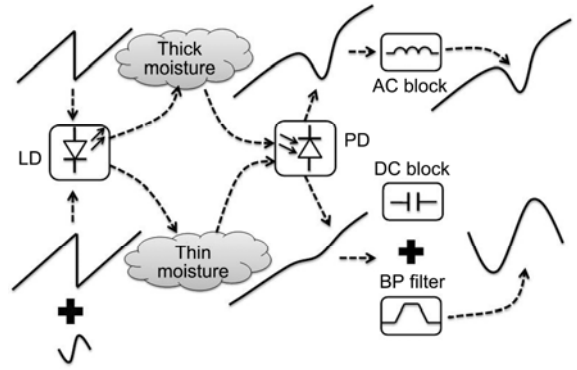 Thick
moisture
AC block
LD
PD
DC block
Thin
moisture
BP filter